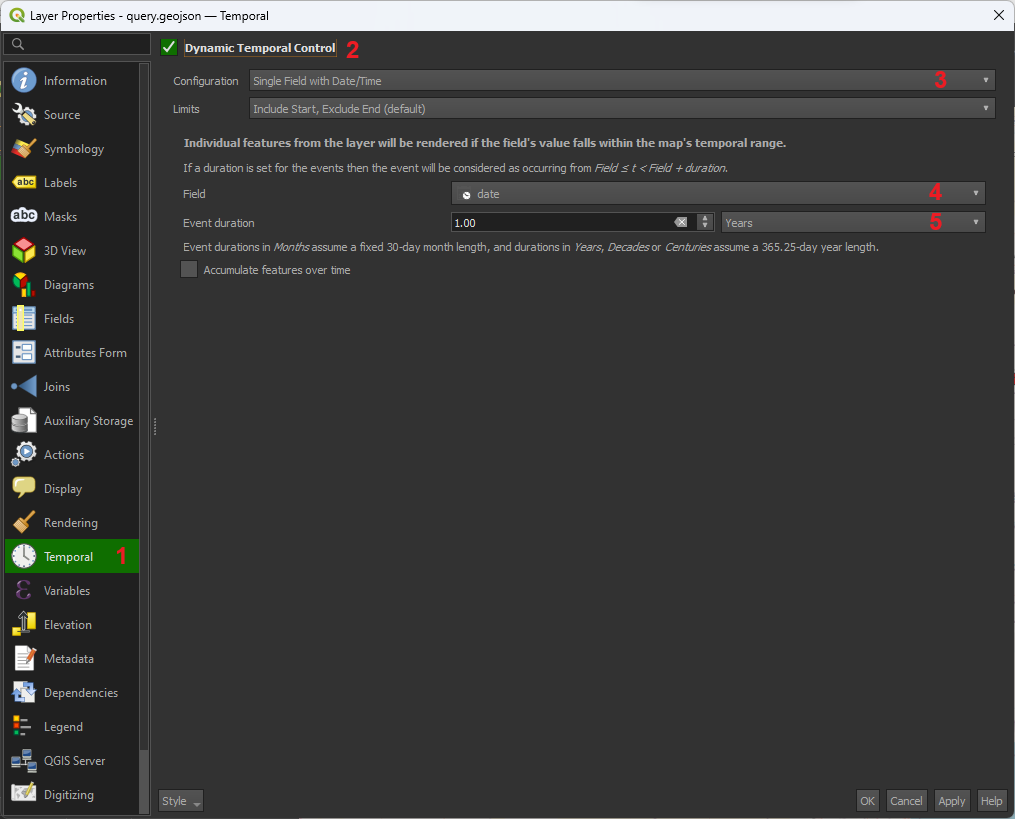 Layer Properties - query.geojson — Temporal
Information
Source
Symbology
abc Labels
abc Masks
3D View
Diagrams
Fields
Attributes Form
Joins
Auxiliary Storage
Actions
Display
Rendering
Temporal 1
Variables
Elevation
Metadata
Dependencies
Legend
QGIS Server
Digitizing
Dynamic Temporal Control 2
Configuration Single Field with Date/Time 3
Limits Include Start, Exclude End (default)
Individual features from the layer will be rendered if the field's value falls within the map's temporal range.
If a duration is set for the events then the event will be considered as occurring from Field ≤ t < Field + duration.
Field date 4
Event duration 1.00 Years 5
Event durations in Months assume a fixed 30-day month length, and durations in Years, Decades or Centuries assume a 365.25-day year length.
Accumulate features over time
Style OK Cancel Apply Help